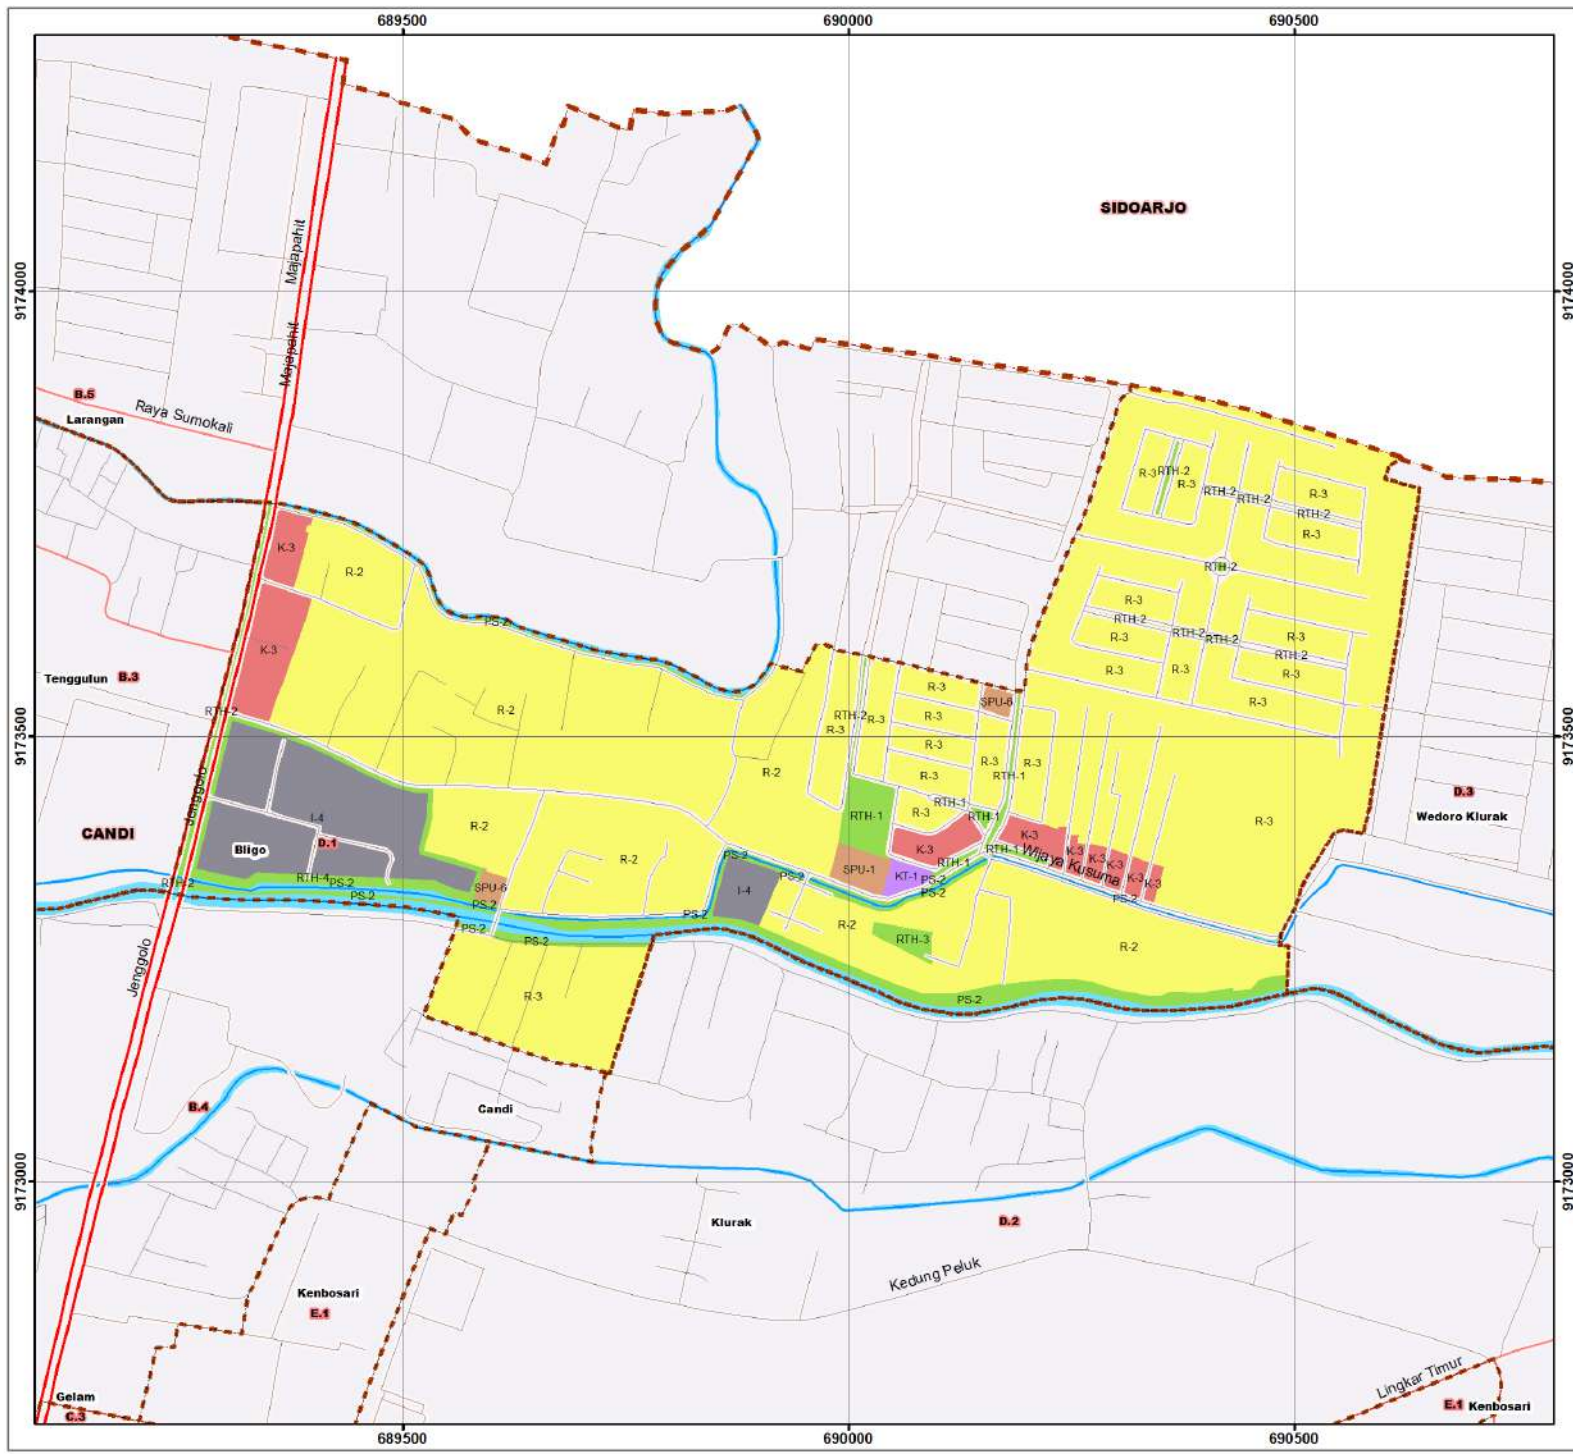 689500
690000
690500
SIDOARJO
Majapahit
9174000
9174000
Majapahit
B.5
Larangan
Raya Sumokali
R-3
RTH-2
R-3
RTH-2
RTH-2
R-3
RTH-2
R-3
K-3
R-2
RTH-2
R-3
RTH-2
R-3
PS-2
RTH-2
RTH-2
R-3
RTH-2
R-3
K-3
R-3
R-3
R-3
Tenggulun
B.3
R-3
SPU-6
R-3
RTH-2
R-2
RTH-2
R-3
R-3
R-3
9173500
9173500
R-3
R-3
R-3
R-3
R-2
R-3
RTH-1
Jenggolo
D.3
Wedoro Klurak
RTH-1
RTH-1
R-3
RTH-1
I-4
R-2
R-3
CANDI
D.1
Bligo
K-3
K-3
Wijaya Kusuma
RTH-1
K-3
K-3
K-3
K-3
K-3
R-2
PS-2
RTH-1
SPU-1
KT-1
PS-2
PS-2
PS-2
I-4
RTH-2
RTH-4
PS-2
SPU-6
PS-2
PS-2
PS-2
PS-2
PS-2
R-2
PS-2
PS-2
RTH-3
R-2
Jenggolo
R-3
PS-2
B.4
Candi
9173000
9173000
Klurak
D.2
Kedung Peluk
Kenbosari
E.1
Lingkar Timur
Gelam
C.3
E.1
Kenbosari
689500
690000
690500